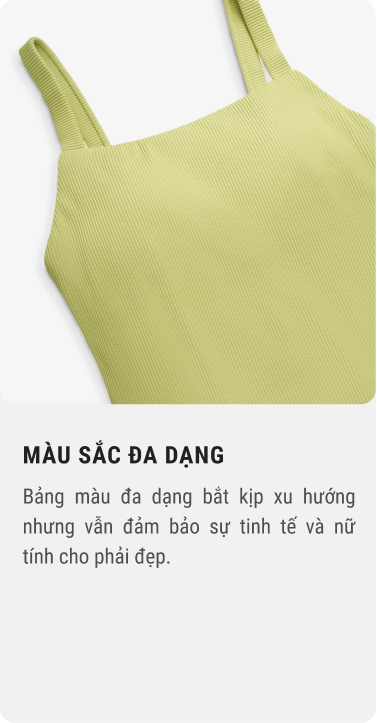 MÀU SẮC ĐA DẠNG
Bảng màu đa dạng bắt kịp xu hướng
nhưng vẫn đảm bảo sự tinh tế và nữ
tính cho phải đẹp.